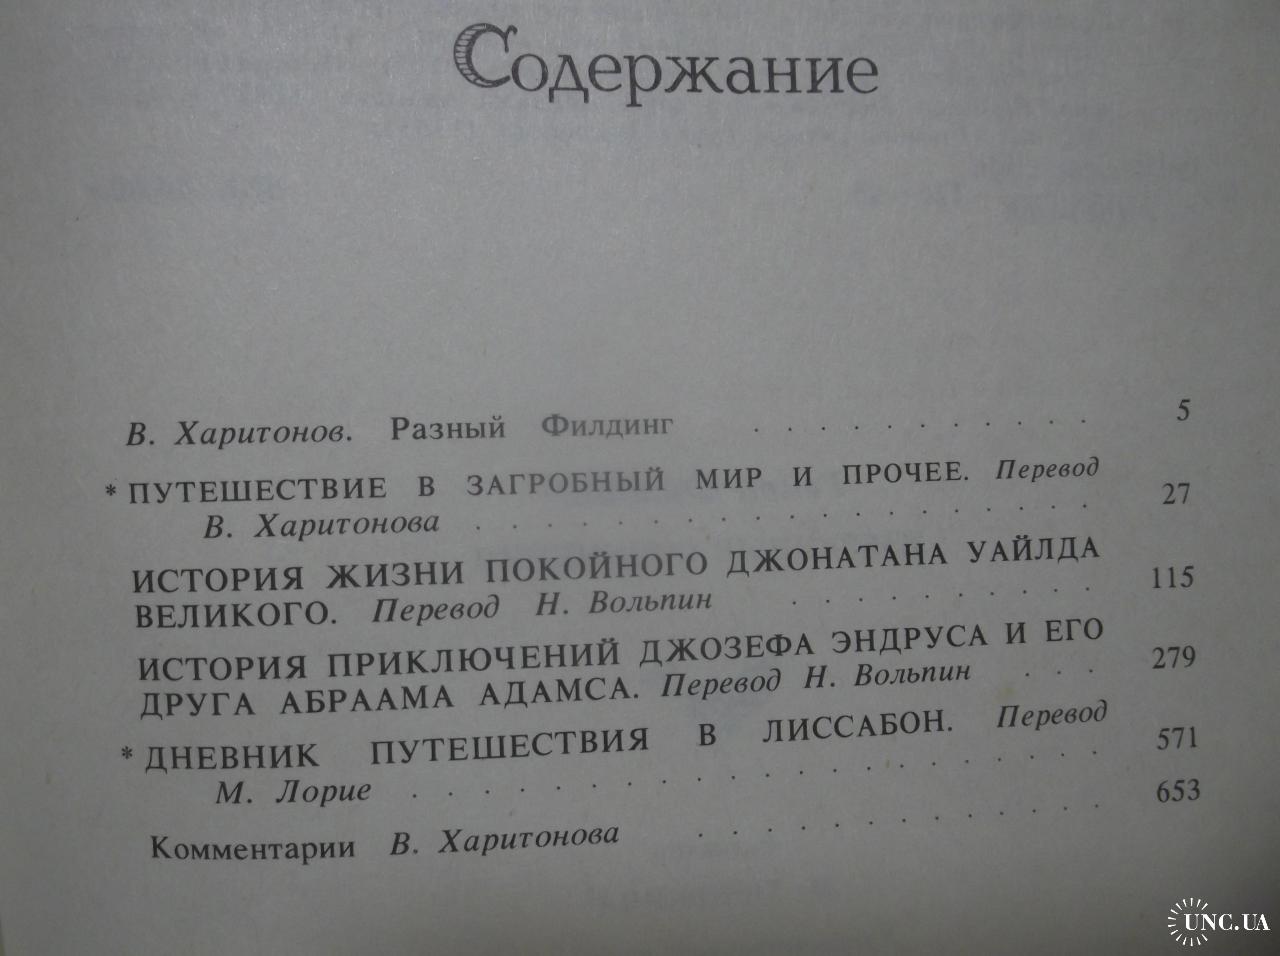 Содержание
В. Харитонов. Разный Филдинг . . . . . . . . . . . 5
* ПУТЕШЕСТВИЕ В ЗАГРОБНЫЙ МИР И ПРОЧЕЕ. Перевод
В. Харитонова . . . . . . . . . . . . . . . . . . 27
ИСТОРИЯ ЖИЗНИ ПОКОЙНОГО ДЖОНАТАНА УАЙЛДА
ВЕЛИКОГО. Перевод Н. Вольпин . . . . . . . . . 115
ИСТОРИЯ ПРИКЛЮЧЕНИЙ ДЖОЗЕФА ЭНДРУСА И ЕГО
ДРУГА АБРААМА АДАМСА. Перевод Н. Вольпин . . . 279
* ДНЕВНИК ПУТЕШЕСТВИЯ В ЛИССАБОН. Перевод
М. Лорие . . . . . . . . . . . . . . . . . . . . 571
Комментарии В. Харитонова . . . . . . . . . . . . 653
UNC.UA